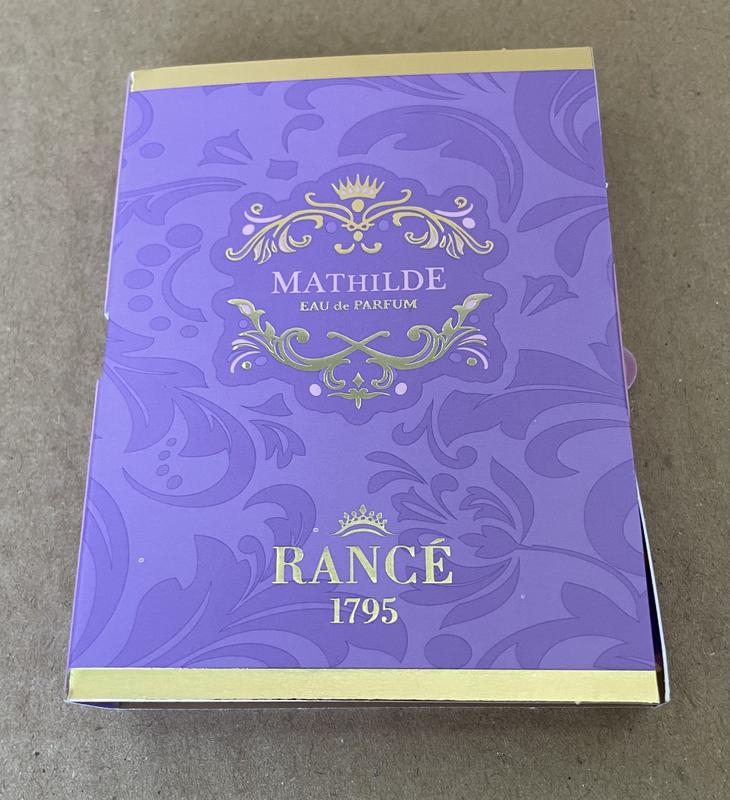 MATHILDE
EAU de PARFUM
RANCÉ
1795